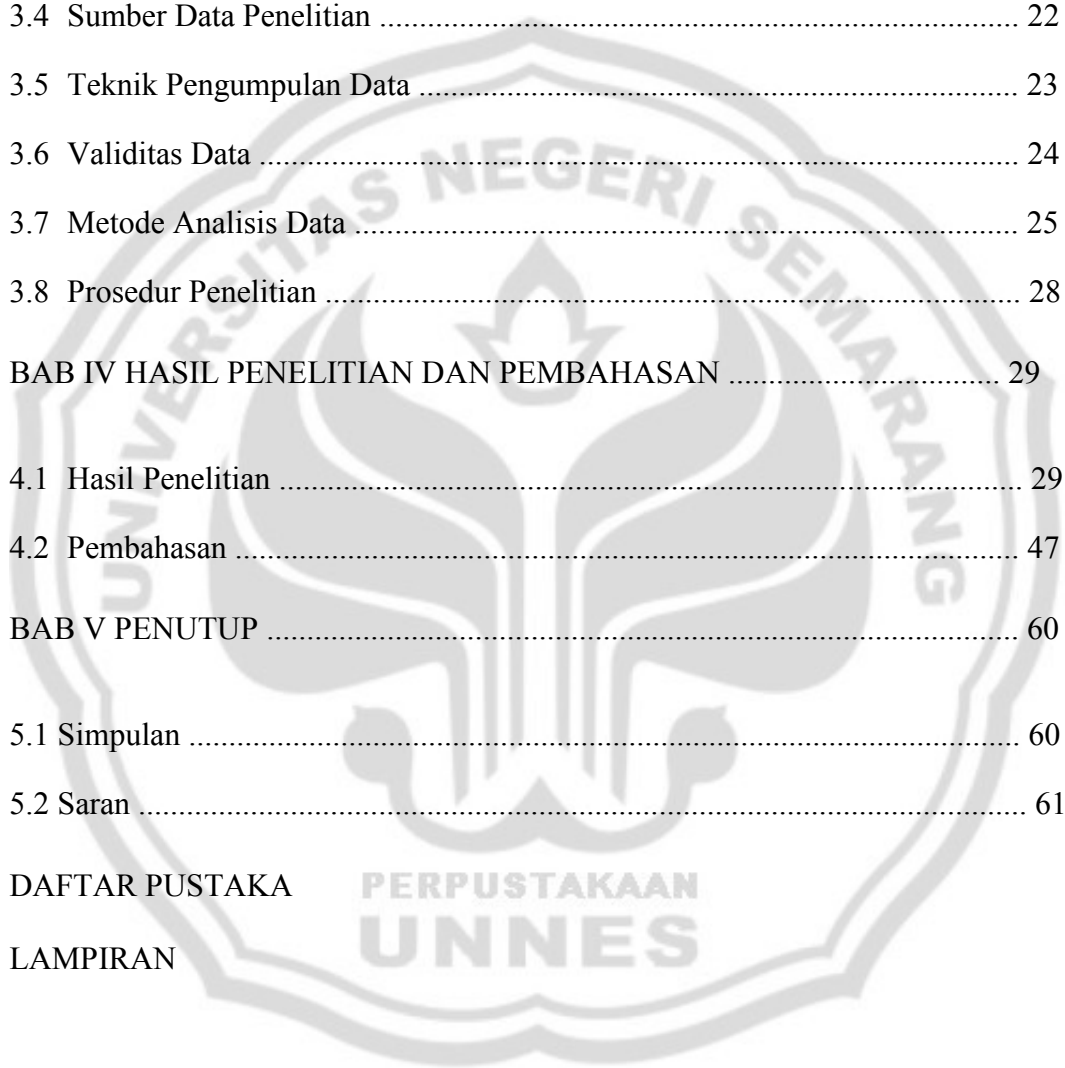 3.4 Sumber Data Penelitian ................................................................................. 22
3.5 Teknik Pengumpulan Data ........................................................................... 23
3.6 Validitas Data ............................................................................................... 24
3.7 Metode Analisis Data ................................................................................... 25
3.8 Prosedur Penelitian ....................................................................................... 28
BAB IV HASIL PENELITIAN DAN PEMBAHASAN .................................. 29
4.1 Hasil Penelitian ............................................................................................. 29
4.2 Pembahasan .................................................................................................. 47
BAB V PENUTUP .............................................................................................. 60
5.1 Simpulan ........................................................................................................ 60
5.2 Saran ................................................................................................................... 61
DAFTAR PUSTAKA
LAMPIRAN
UNIVERSITAS NEGERI SEMARANG
PERPUSTAKAAN
UNNES